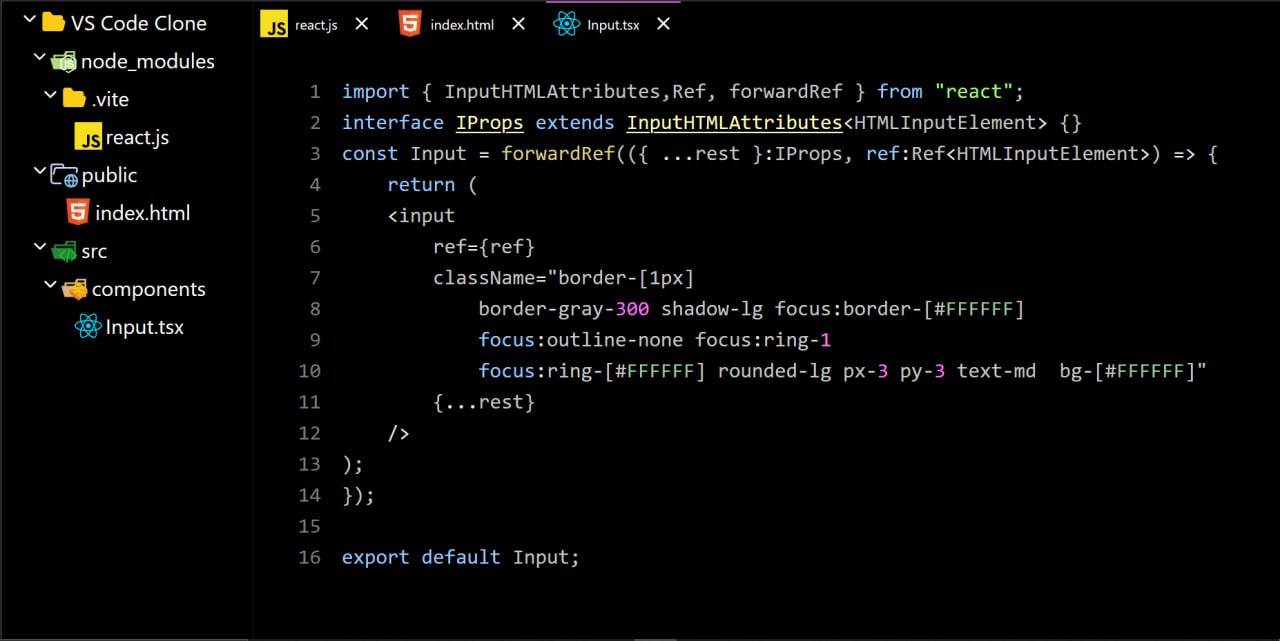 VS Code Clone
node_modules
.vite
JS react.js
public
5 index.html
src
components
Input.tsx
JS react.js
5 index.html
Input.tsx
1 import { InputHTMLAttributes,Ref, forwardRef } from "react";
2 interface IProps extends InputHTMLAttributes<HTMLInputElement> {}
3 const Input = forwardRef(({ ...rest }:IProps, ref:Ref<HTMLInputElement>) => {
4     return (
5     <input
6         ref={ref}
7         className="border-[1px]
8             border-gray-300 shadow-lg focus:border-[#FFFFFF]
9             focus:outline-none focus:ring-1
10             focus:ring-[#FFFFFF] rounded-lg px-3 py-3 text-md  bg-[#FFFFFF]"
11         {...rest}
12     />
13 );
14 });
15
16 export default Input;